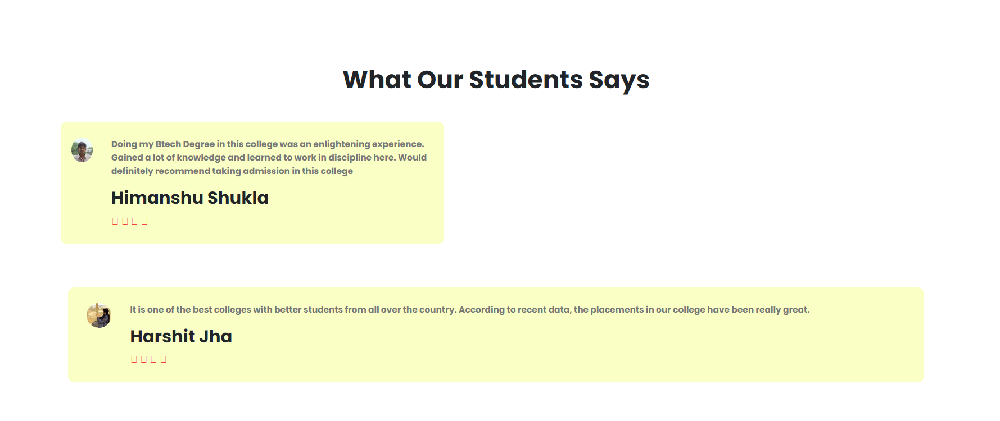 What Our Students Says
Doing my Btech Degree in this college was an enlightening experience.
Gained a lot of knowledge and learned to work in discipline here. Would
definitely recommend taking admission in this college
Himanshu Shukla
It is one of the best colleges with better students from all over the country. According to recent data, the placements in our college have been really great.
Harshit Jha